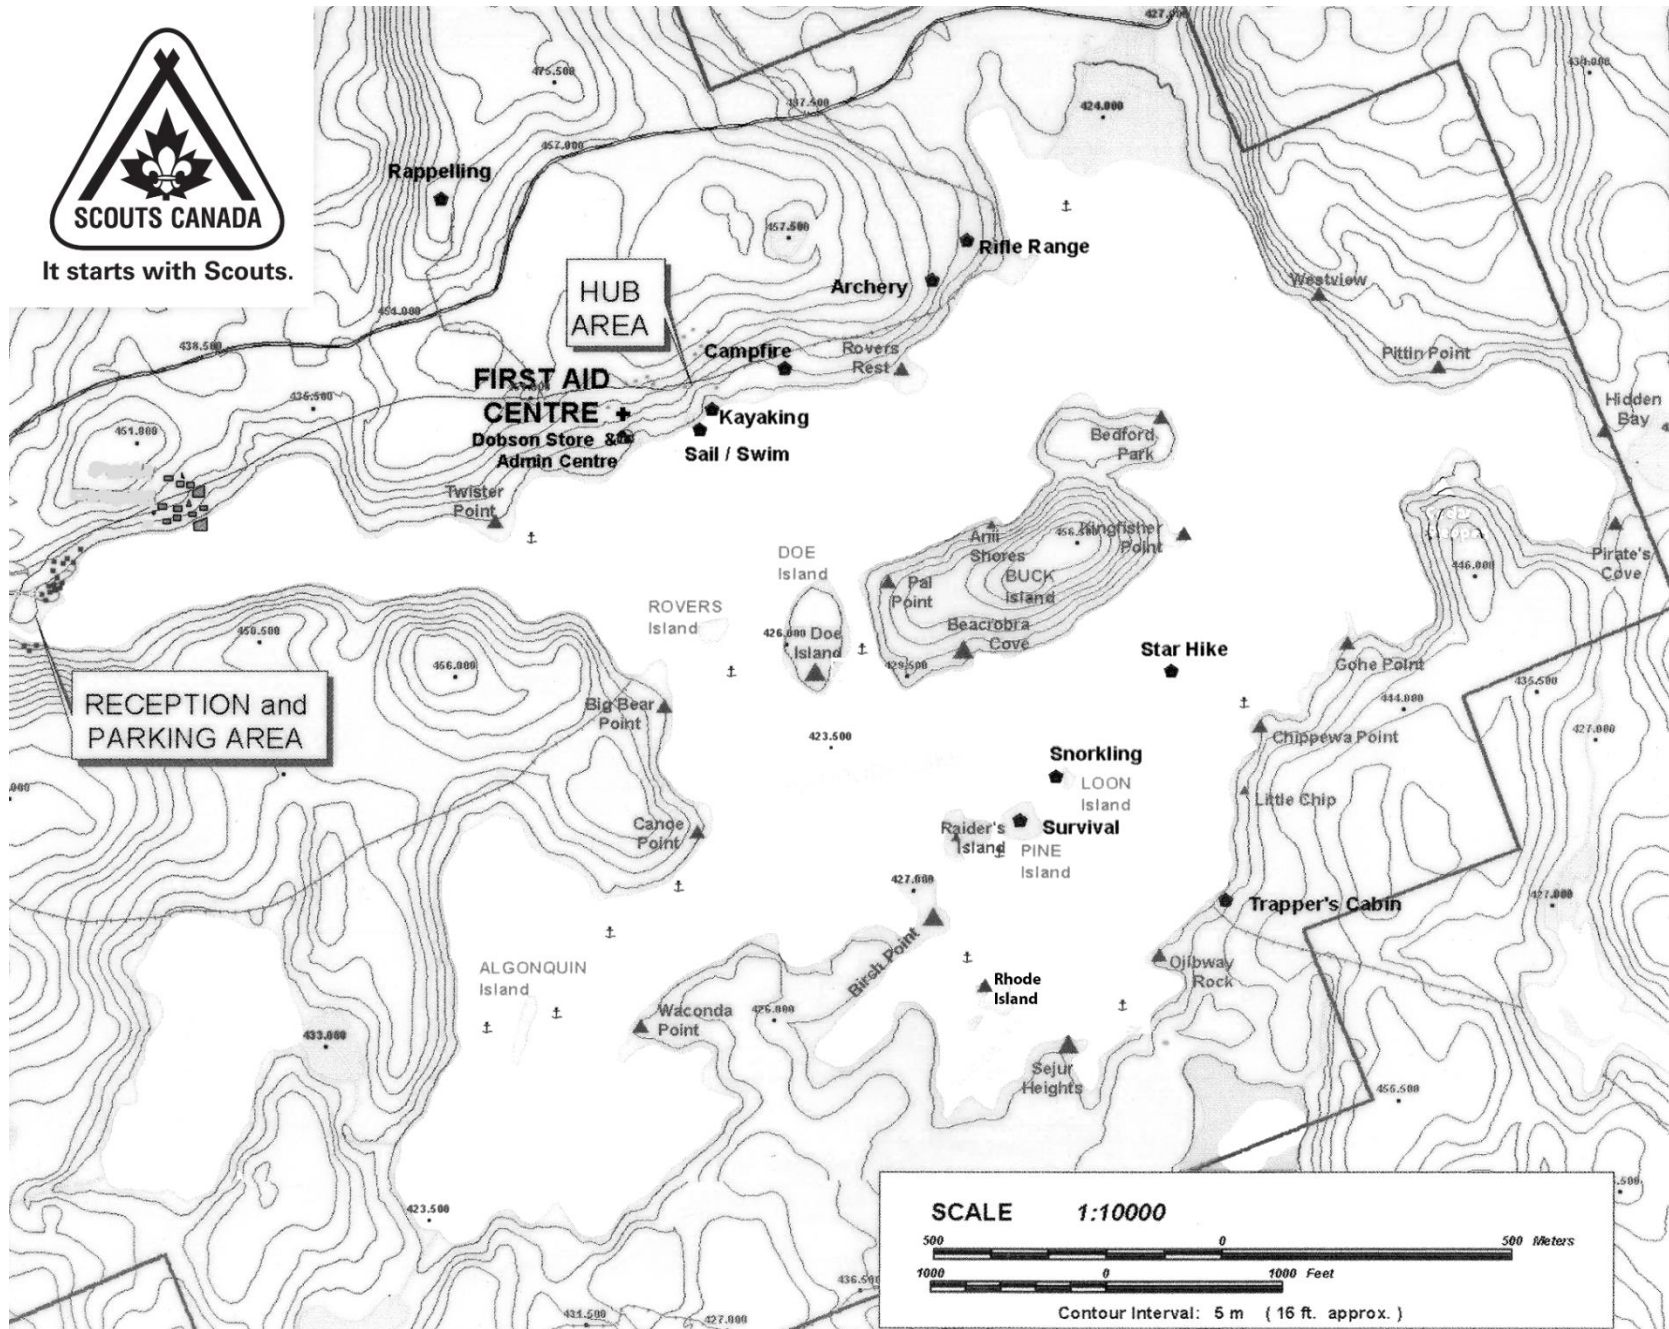 SCOUTS CANADA
It starts with Scouts.
427.0
475.500
437.500
424.000
434.000
457.000
Rappelling
457.500
Rifle Range
HUB
AREA
Archery
Westview
454.000
438.500
Campfire
Rovers
Rest
Pittin Point
FIRST AID
CENTRE
436.500
Hidden
Bay
Kayaking
Dobson Store &
Admin Centre
Sail / Swim
Bedford
Park
451.000
Twister
Point
Kingfisher
Point
Shores
DOE
Island
Pirate's
Cove
446.000
BUCK
Island
Pal
Point
ROVERS
Island
450.500
426.000
Doe
Island
Beacrobra
Cove
Star Hike
Gohe Point
456.000
RECEPTION and
PARKING AREA
Big Bear
Point
444.000
435.500
427.000
Chippewa Point
423.500
Snorkling
LOON
Island
Little Chip
Canoe
Point
Raider's
Island
Survival
PINE
Island
427.000
427.000
Trapper's Cabin
Birsh Point
ALGONQUIN
Island
Ojibway
Rock
Rhode
Island
Waconda
Point
433.000
Sejur
Heights
456.500
423.500
436.500
431.500
427.000
SCALE 1:10000
500 0 500 Meters
1000 0 1000 Feet
Contour Interval: 5 m ( 16 ft. approx. )